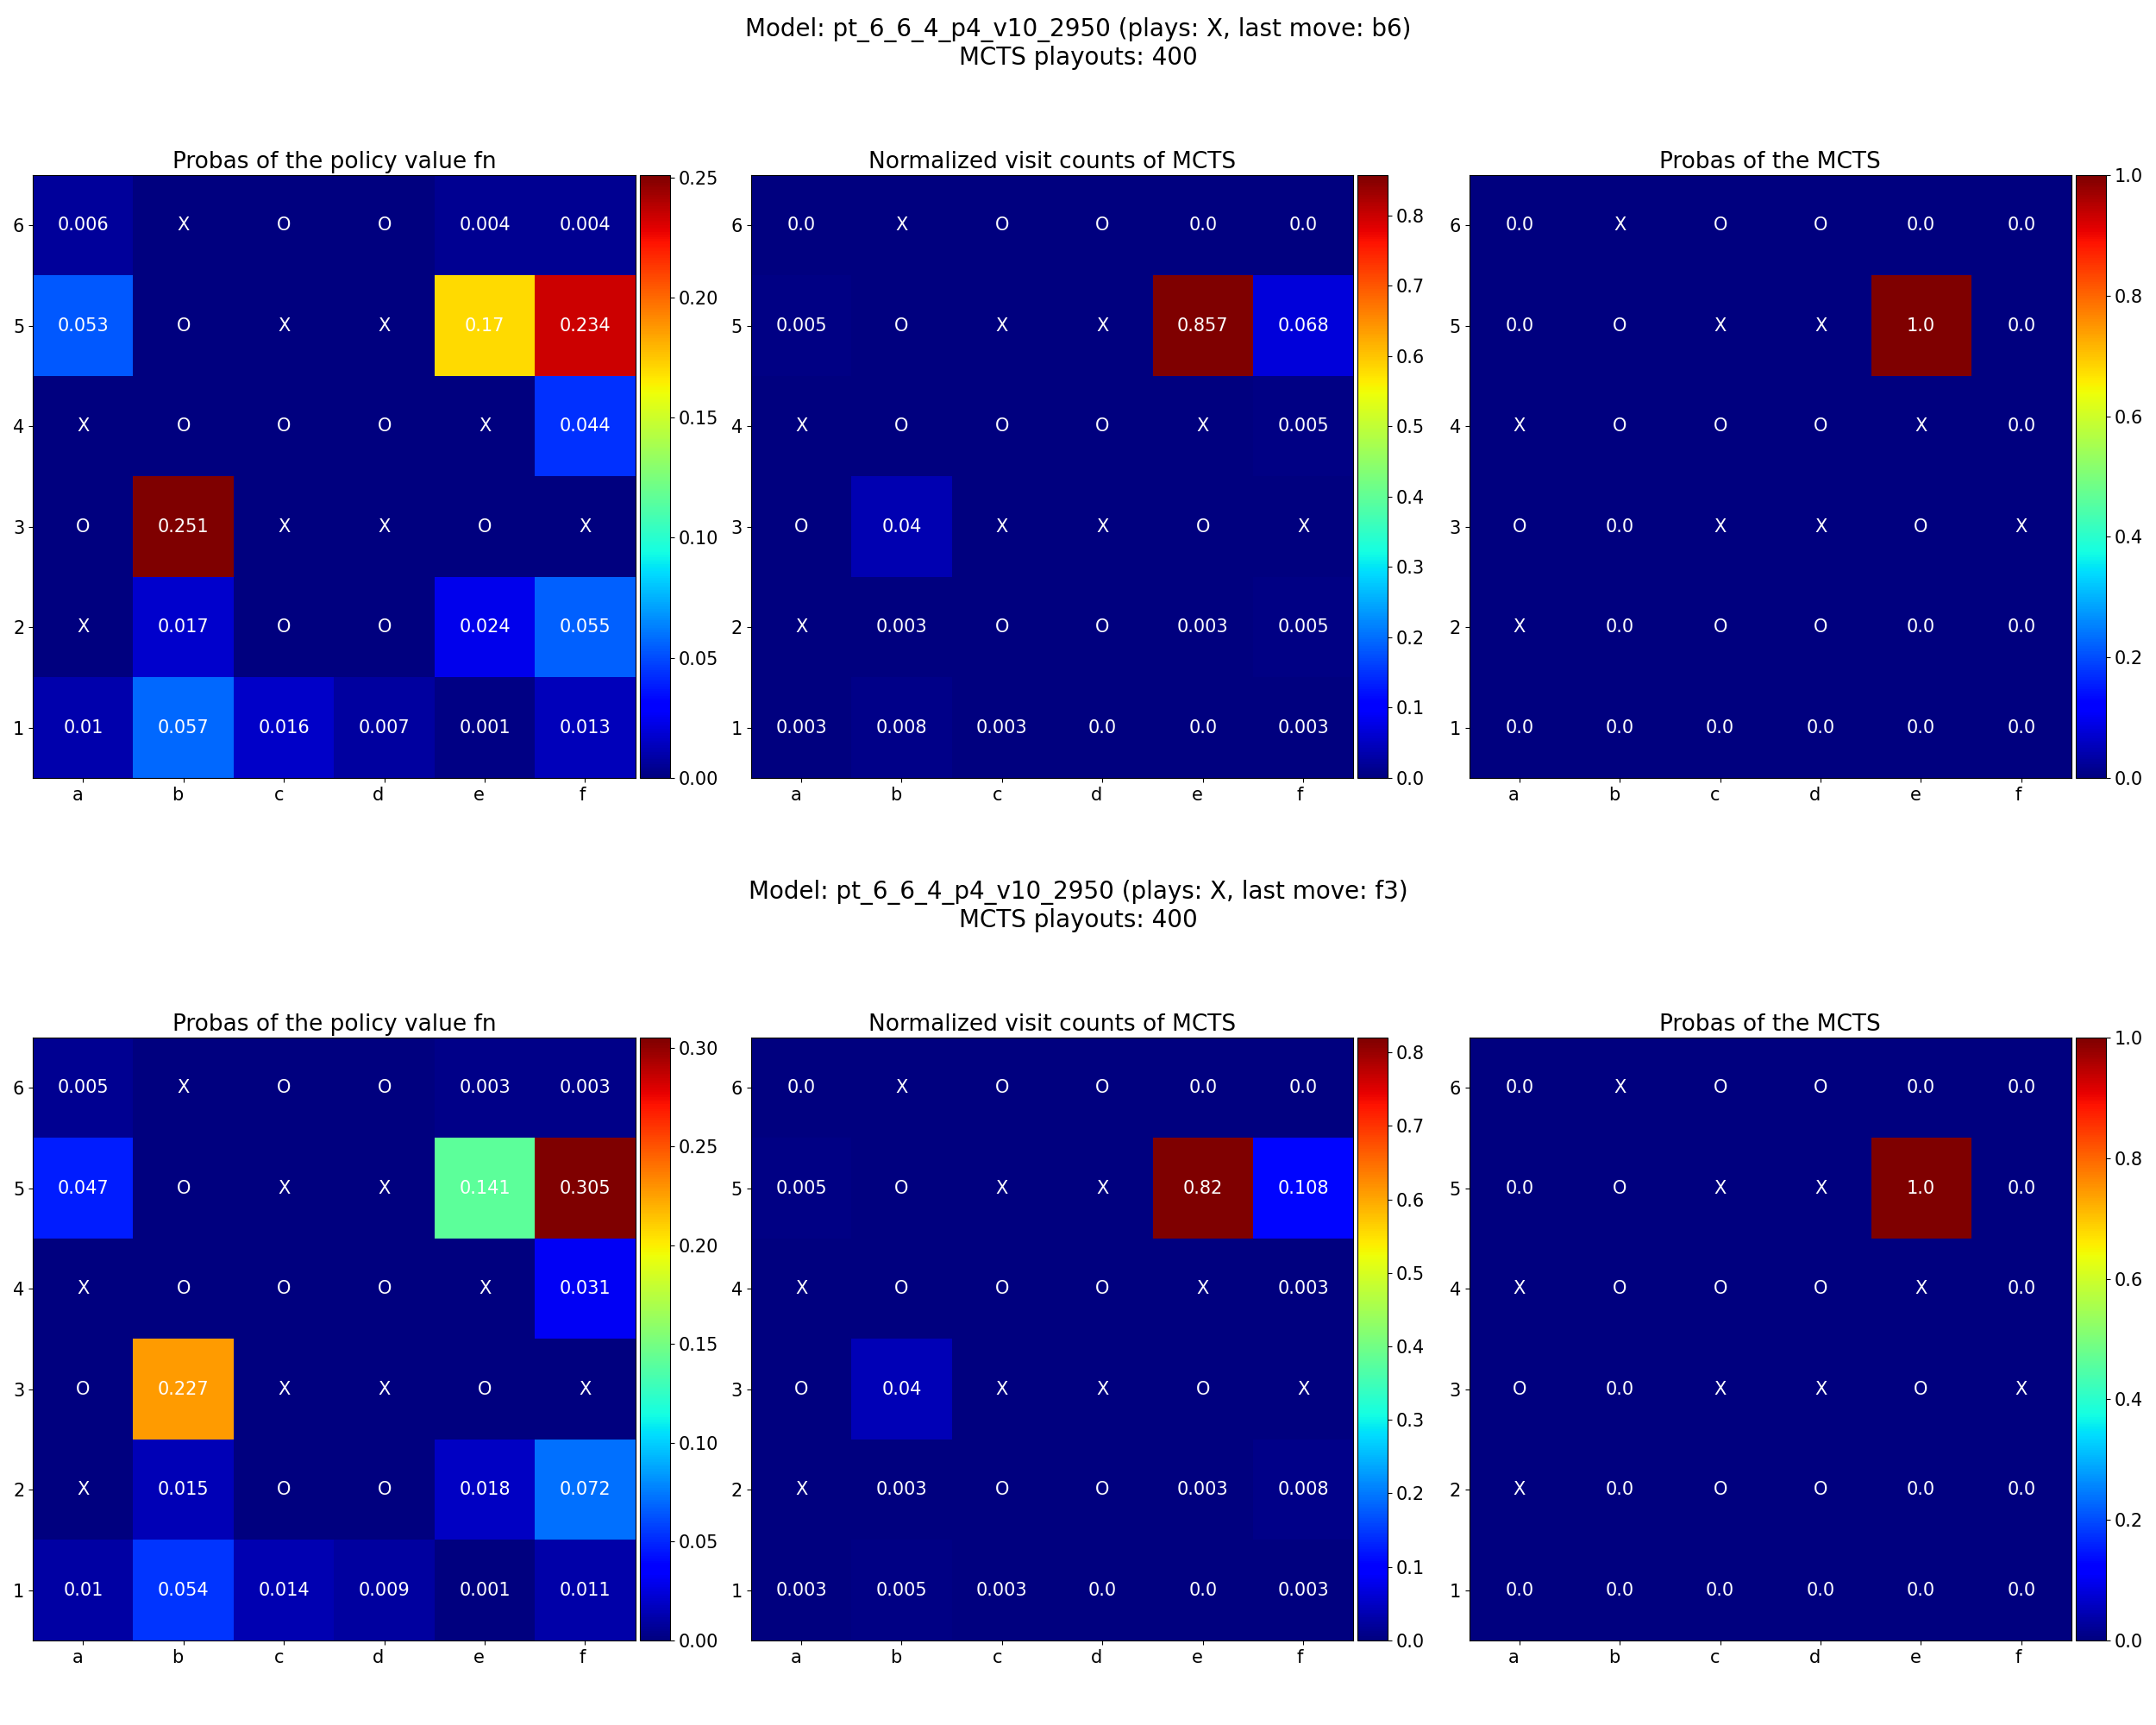 Model: pt_6_6_4_p4_v10_2950 (plays: X, last move: b6)
MCTS playouts: 400
Probas of the policy value fn
6 0.006 X O O 0.004 0.004
5 0.053 O X X 0.17 0.234
4 X O O O X 0.044
3 O 0.251 X X O X
2 X 0.017 O O 0.024 0.055
1 0.01 0.057 0.016 0.007 0.001 0.013
a b c d e f
0.25
0.20
0.15
0.10
0.05
0.00
Normalized visit counts of MCTS
6 0.0 X O O 0.0 0.0
5 0.005 O X X 0.857 0.068
4 X O O O X 0.005
3 O 0.04 X X O X
2 X 0.003 O O 0.003 0.005
1 0.003 0.008 0.003 0.0 0.0 0.003
a b c d e f
0.8
0.7
0.6
0.5
0.4
0.3
0.2
0.1
0.0
Probas of the MCTS
6 0.0 X O O 0.0 0.0
5 0.0 O X X 1.0 0.0
4 X O O O X 0.0
3 O 0.0 X X O X
2 X 0.0 O O 0.0 0.0
1 0.0 0.0 0.0 0.0 0.0 0.0
a b c d e f
1.0
0.8
0.6
0.4
0.2
0.0
Model: pt_6_6_4_p4_v10_2950 (plays: X, last move: f3)
MCTS playouts: 400
Probas of the policy value fn
6 0.005 X O O 0.003 0.003
5 0.047 O X X 0.141 0.305
4 X O O O X 0.031
3 O 0.227 X X O X
2 X 0.015 O O 0.018 0.072
1 0.01 0.054 0.014 0.009 0.001 0.011
a b c d e f
0.30
0.25
0.20
0.15
0.10
0.05
0.00
Normalized visit counts of MCTS
6 0.0 X O O 0.0 0.0
5 0.005 O X X 0.82 0.108
4 X O O O X 0.003
3 O 0.04 X X O X
2 X 0.003 O O 0.003 0.008
1 0.003 0.005 0.003 0.0 0.0 0.003
a b c d e f
0.8
0.7
0.6
0.5
0.4
0.3
0.2
0.1
0.0
Probas of the MCTS
6 0.0 X O O 0.0 0.0
5 0.0 O X X 1.0 0.0
4 X O O O X 0.0
3 O 0.0 X X O X
2 X 0.0 O O 0.0 0.0
1 0.0 0.0 0.0 0.0 0.0 0.0
a b c d e f
1.0
0.8
0.6
0.4
0.2
0.0